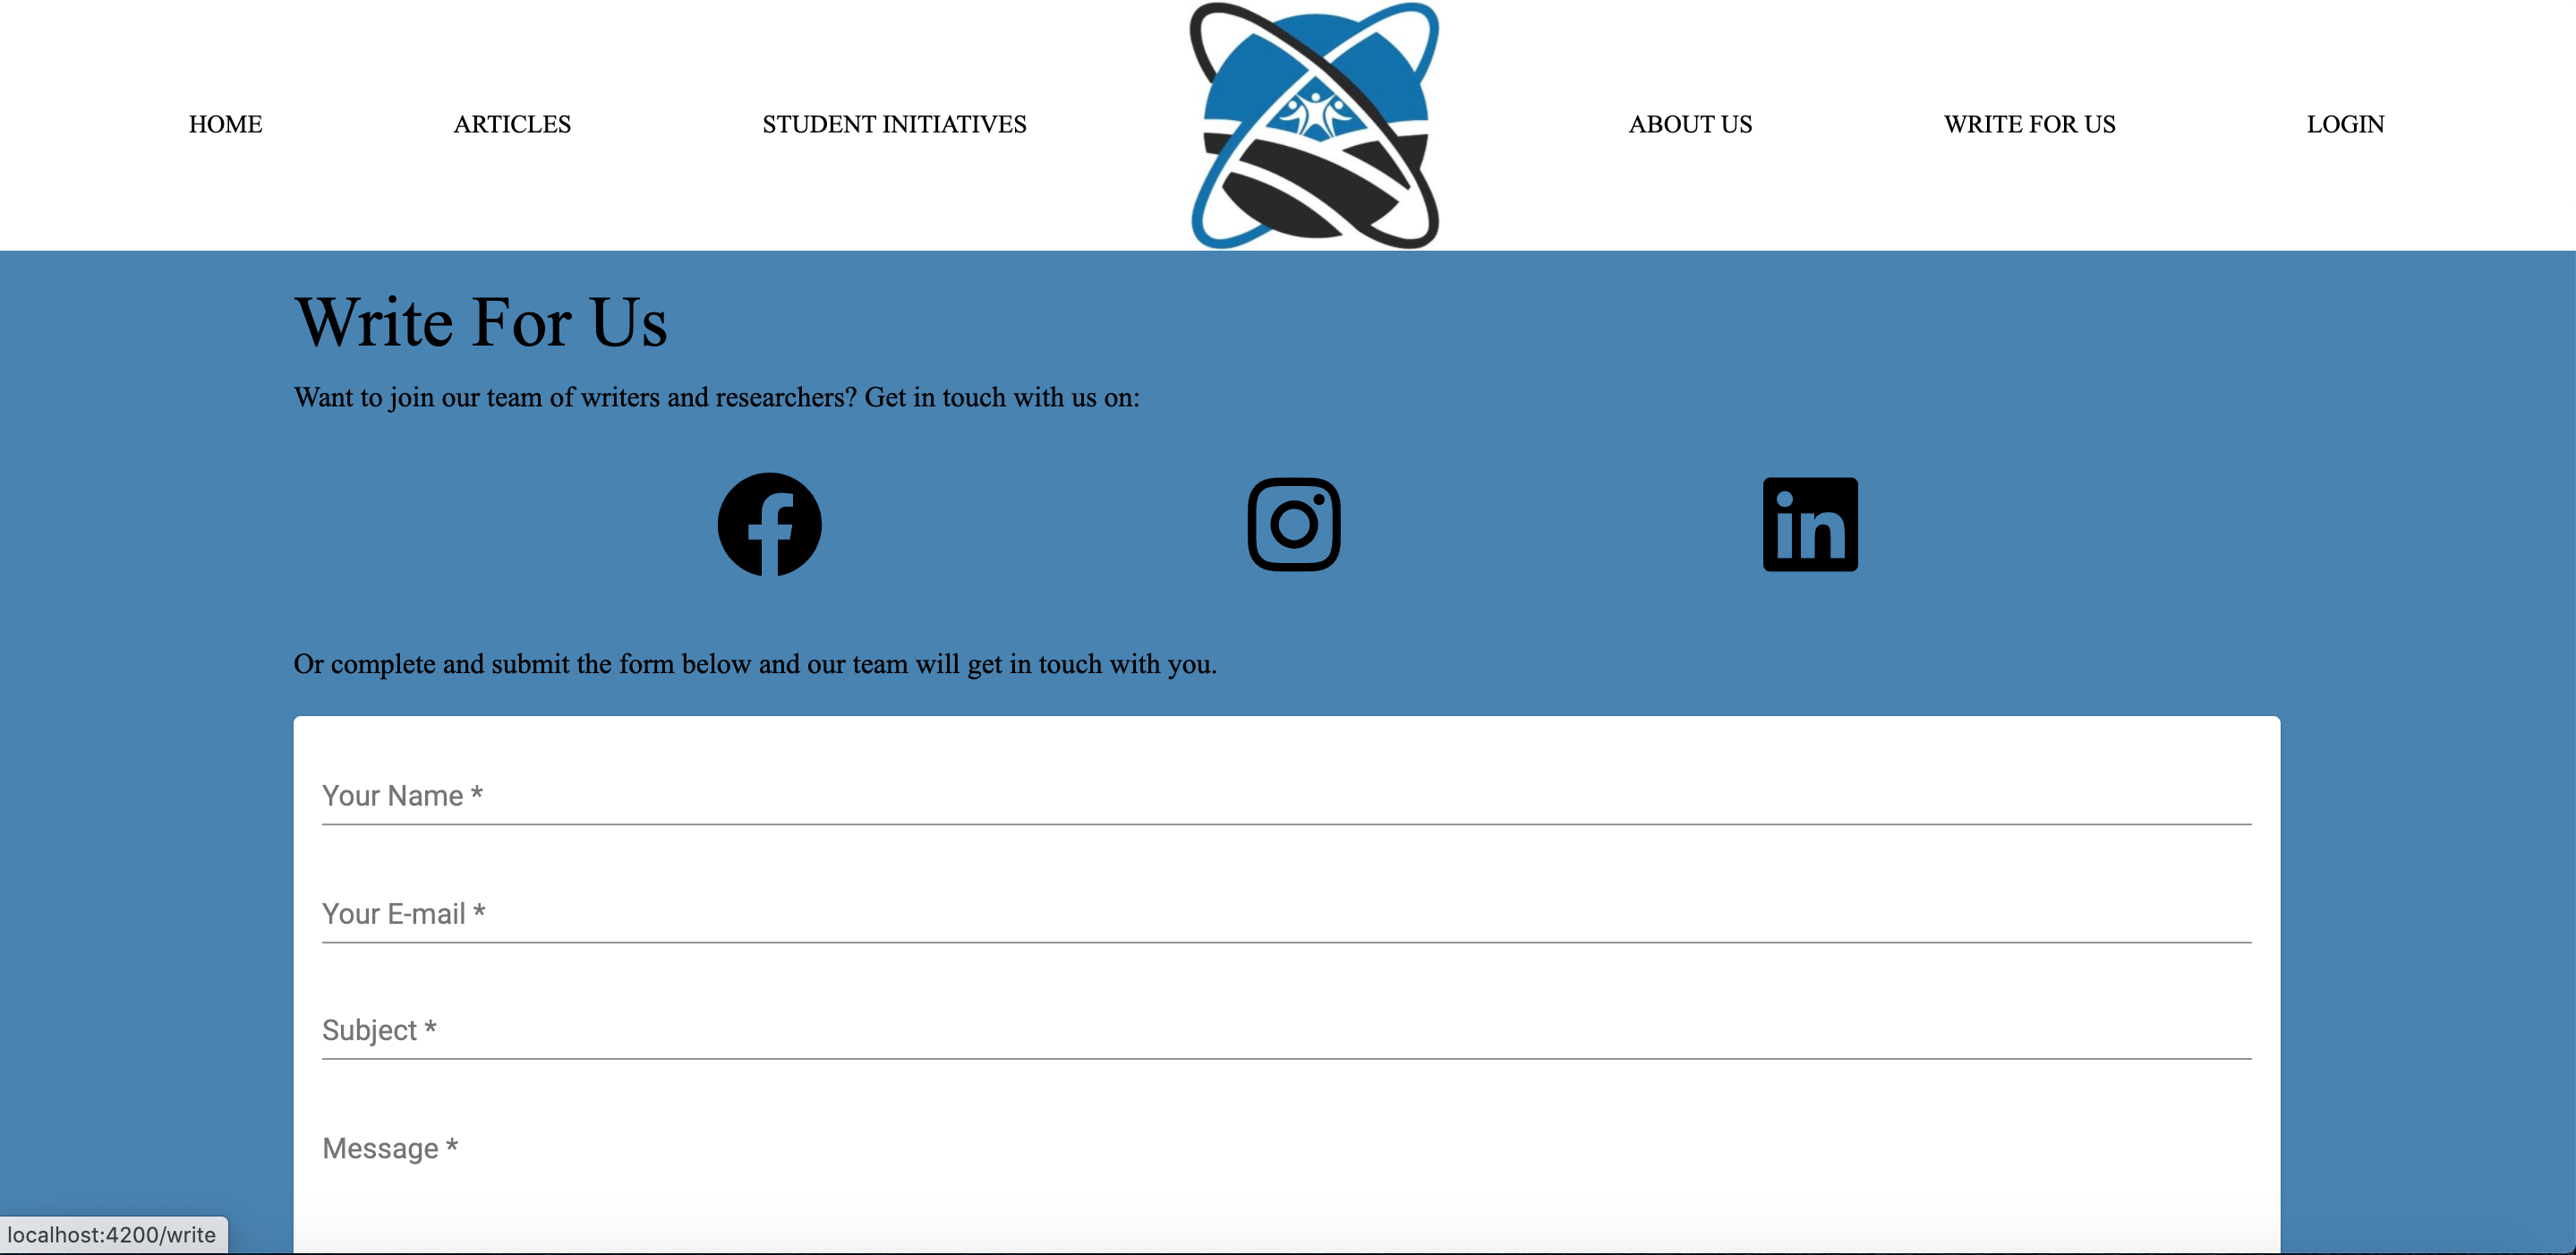 HOME ARTICLES STUDENT INITIATIVES ABOUT US WRITE FOR US LOGIN
Write For Us
Want to join our team of writers and researchers? Get in touch with us on:
Or complete and submit the form below and our team will get in touch with you.
Your Name *
Your E-mail *
Subject *
Message *
localhost:4200/write